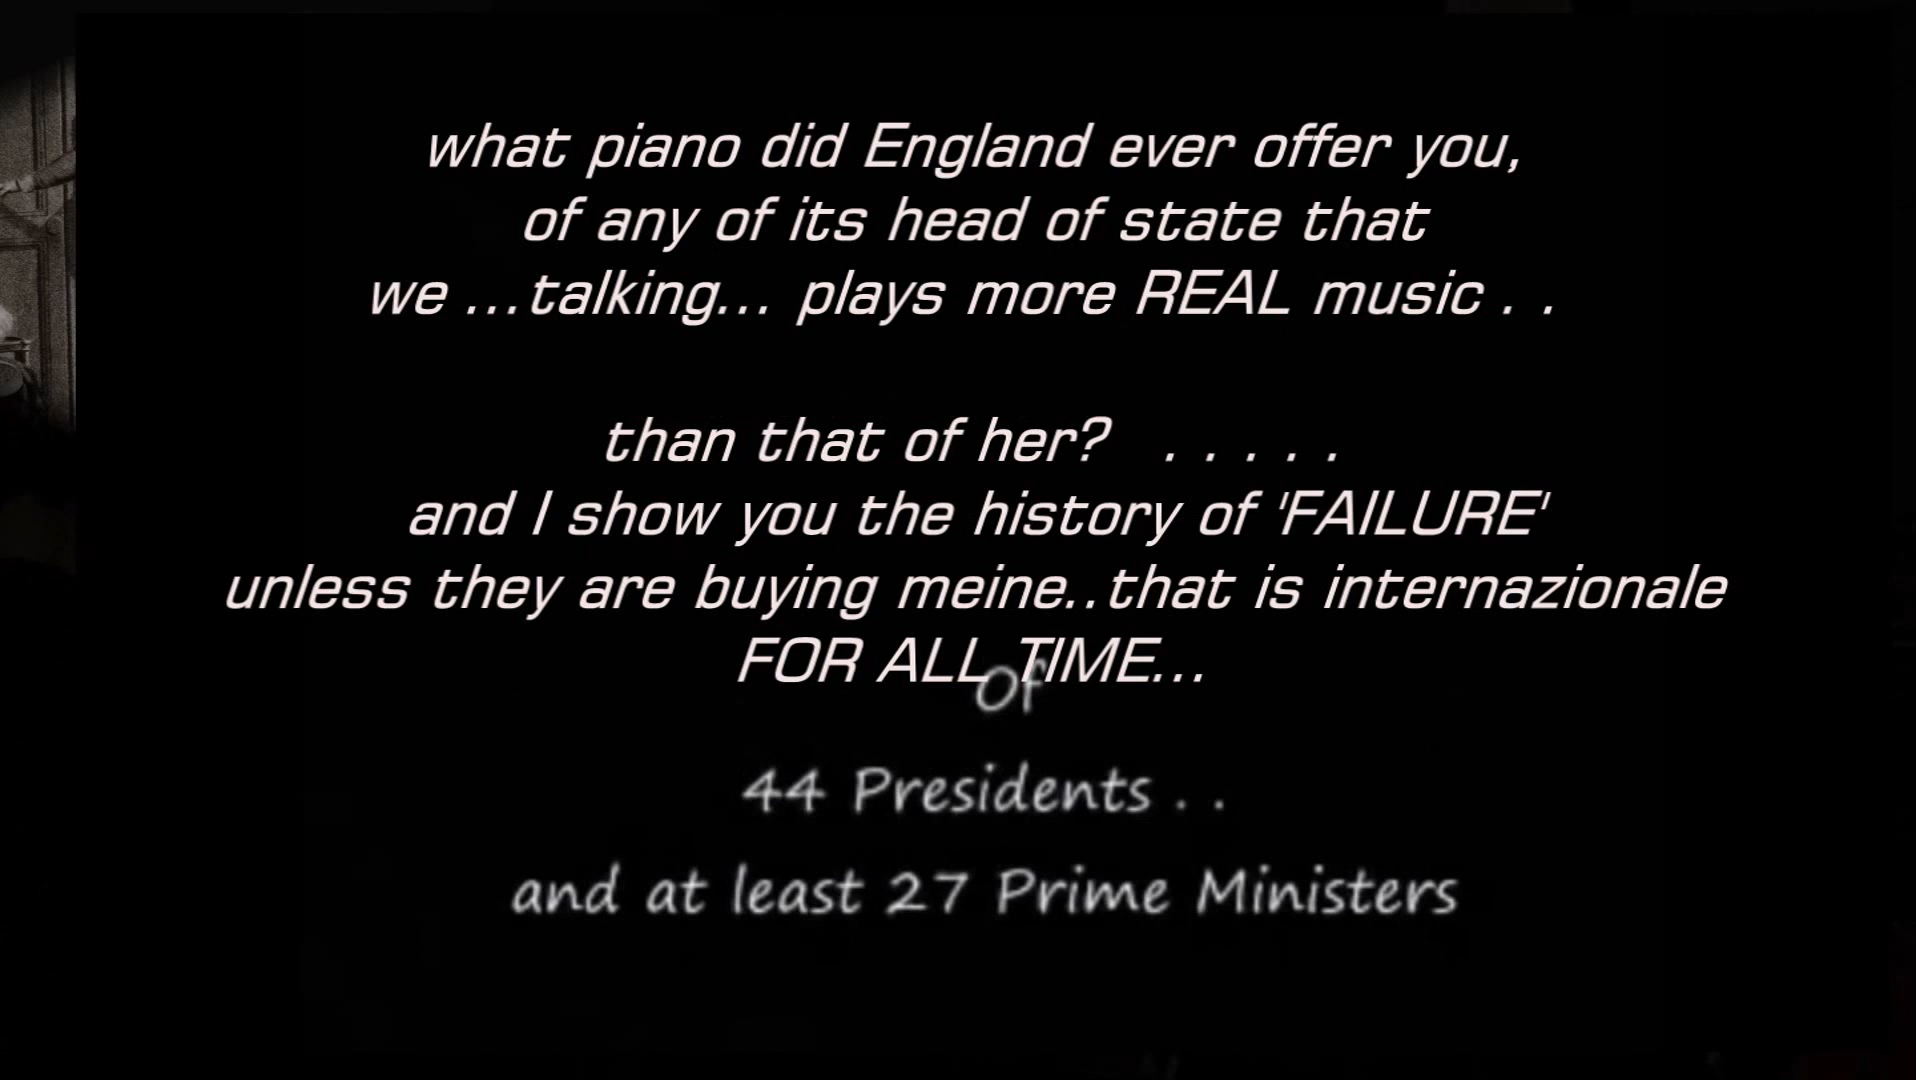 what piano did England ever offer you,
of any of its head of state that
we ...talking... plays more REAL music . .
than that of her?   . . . . .
and I show you the history of 'FAILURE'
unless they are buying meine..that is internazionale
FOR ALL TIME...
Of
44 Presidents . .
and at least 27 Prime Ministers